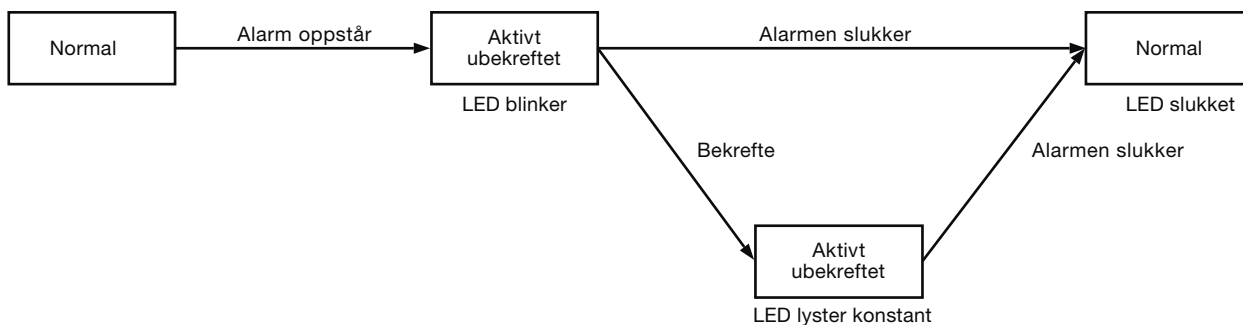 Normal
Alarm oppstår
Aktivt
ubekreftet
LED blinker
Alarmen slukker
Normal
LED slukket
Bekrefte
Alarmen slukker
Aktivt
ubekreftet
LED lyster konstant